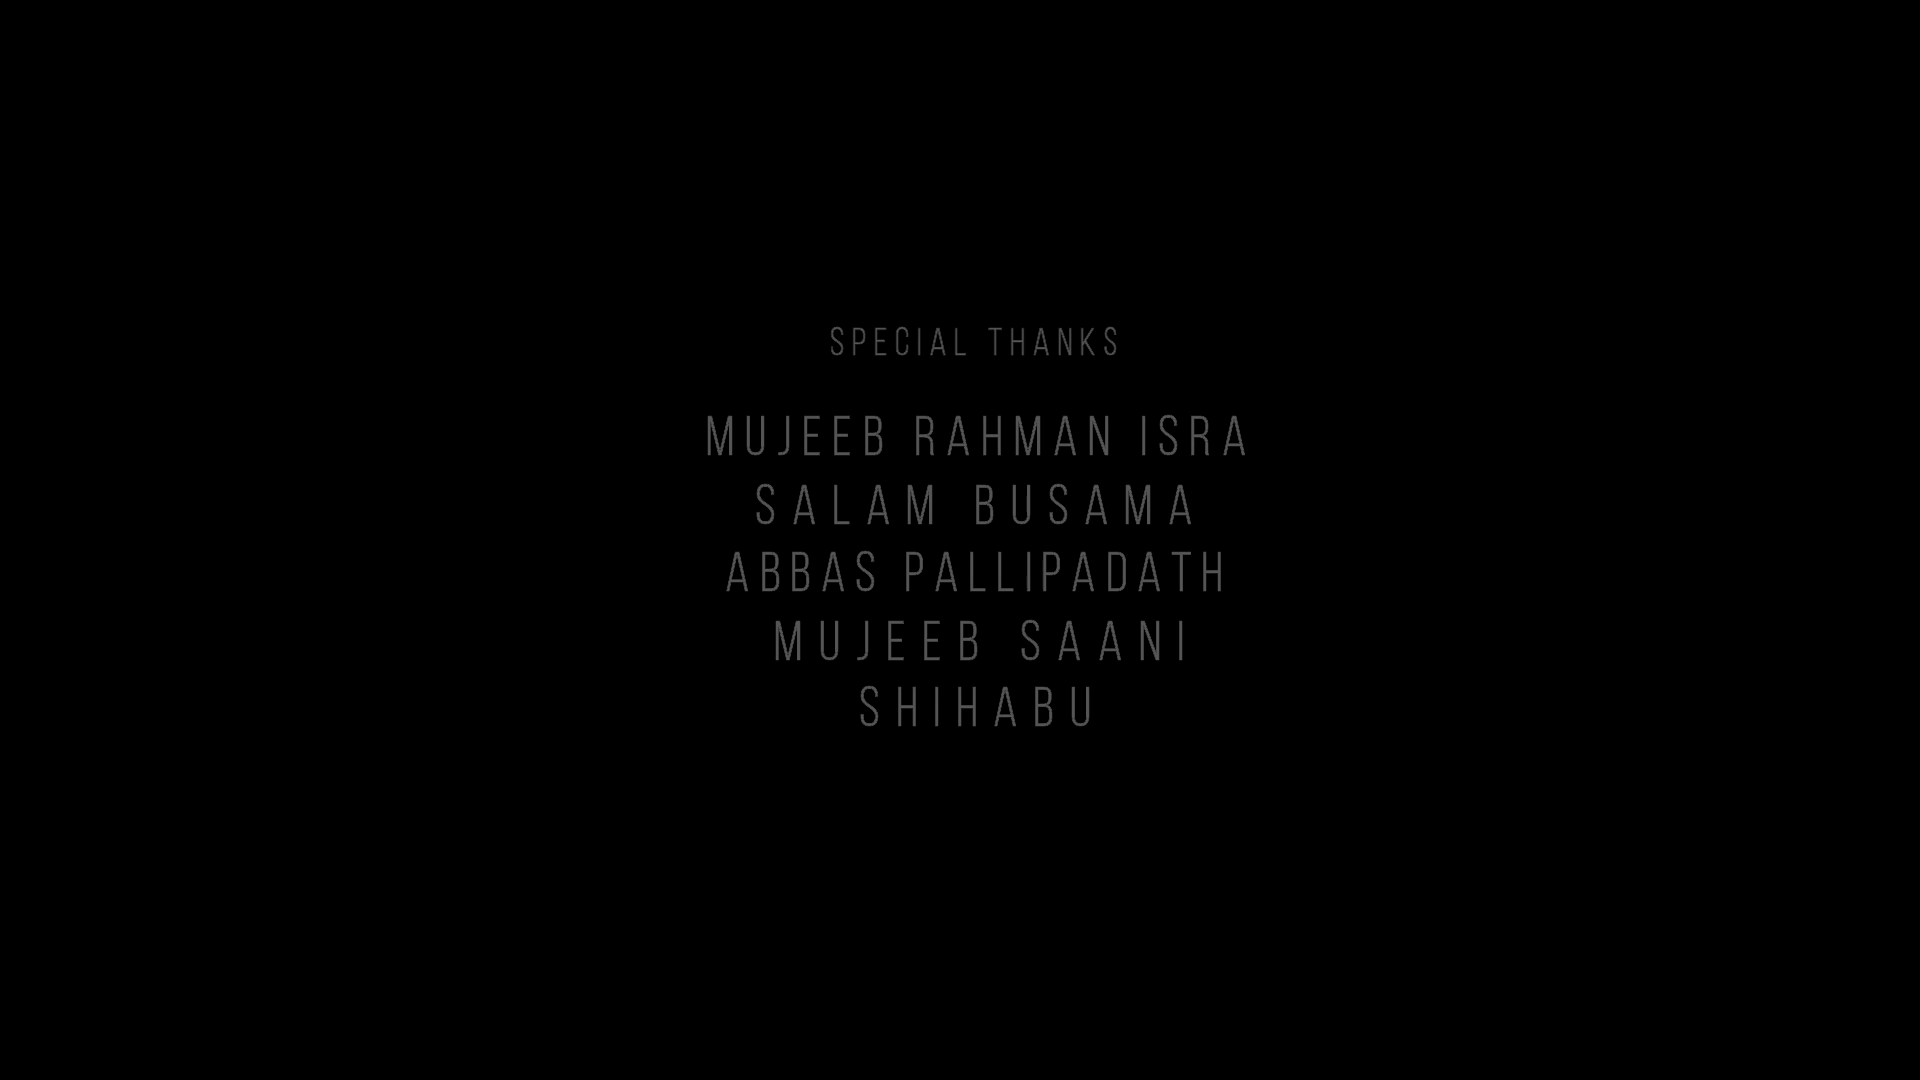 SPECIAL THANKS
MUJEEB RAHMAN ISRA
SALAM BUSAMA
ABBAS PALLIPADATH
MUJEEB SAANI
SHIHABU